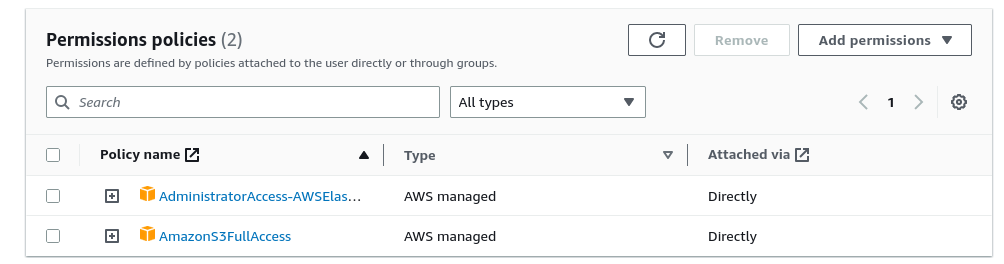 Permissions policies (2)
Remove
Add permissions
Permissions are defined by policies attached to the user directly or through groups.
Search
All types
1
Policy name
Type
Attached via
AdministratorAccess-AWSElas…
AWS managed
Directly
AmazonS3FullAccess
AWS managed
Directly